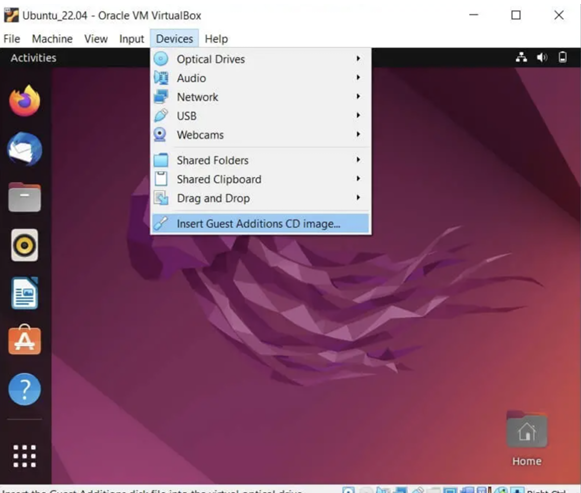 Ubuntu_22.04 - Oracle VM VirtualBox
File Machine View Input Devices Help
Activities
Optical Drives
Audio
Network
USB
Webcams
Shared Folders
Shared Clipboard
Drag and Drop
Insert Guest Additions CD image...
Home
Insert the Guest Additions disk file into the virtual optical drive
Right Ctrl